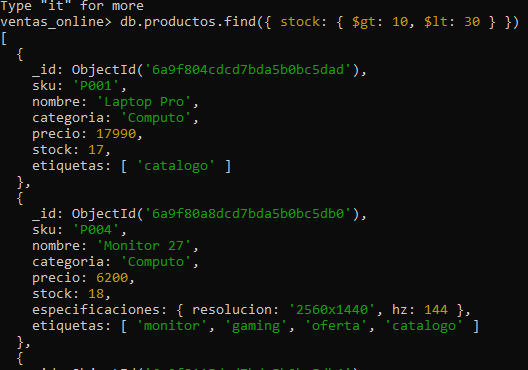 Type "it" for more
ventas_online> db.productos.find({ stock: { $gt: 10, $lt: 30 } })
[
  {
    _id: ObjectId('6a9f804cdcd7bda5b0bc5dad'),
    sku: 'P001',
    nombre: 'Laptop Pro',
    categoria: 'Computo',
    precio: 17990,
    stock: 17,
    etiquetas: [ 'catalogo' ]
  },
  {
    _id: ObjectId('6a9f80a8dcd7bda5b0bc5db0'),
    sku: 'P004',
    nombre: 'Monitor 27',
    categoria: 'Computo',
    precio: 6200,
    stock: 18,
    especificaciones: { resolucion: '2560x1440', hz: 144 },
    etiquetas: [ 'monitor', 'gaming', 'oferta', 'catalogo' ]
  },
  {